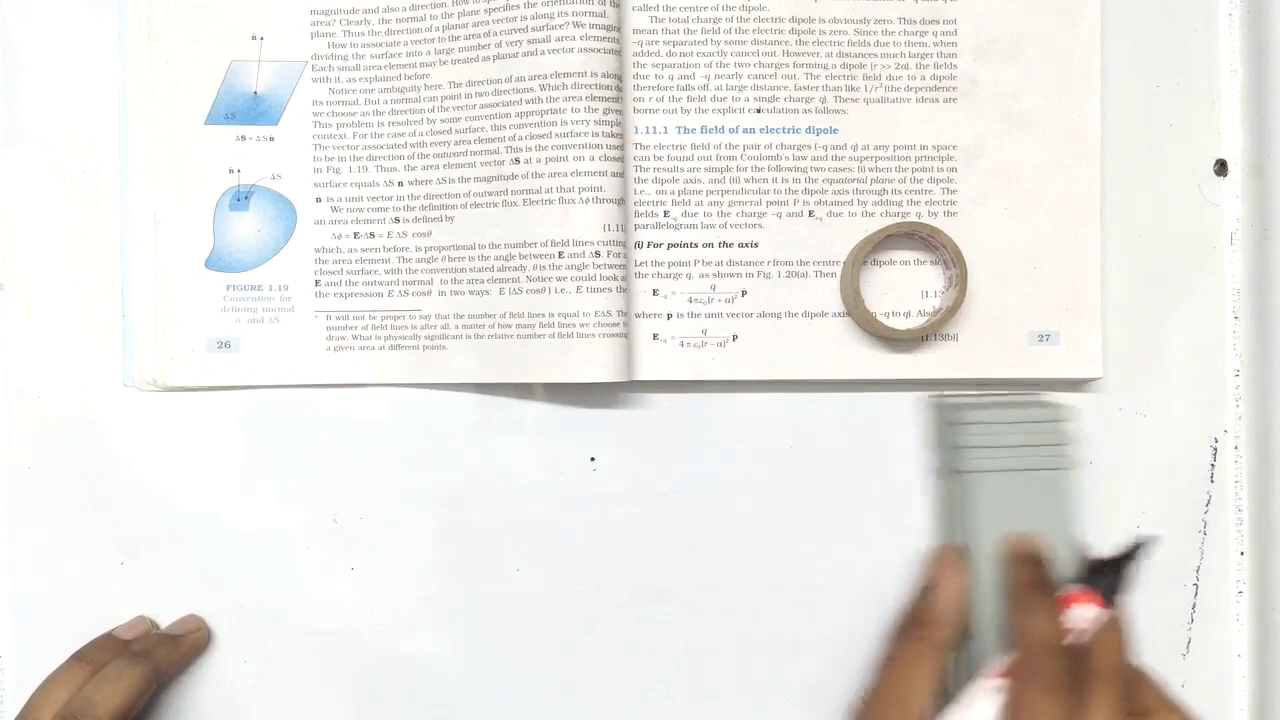 magnitude and also a direction. How to
area? Clearly, the normal to the plane specifies the orientation of the
plane. Thus the direction of a planar area vector is along its normal.
How to associate a vector to the area of a curved surface? We imagine
dividing the surface into a large number of very small area elements.
Each small area element may be treated as planar and a vector associated
with it, as explained before.
Notice one ambiguity here. The direction of an area element is along
its normal. But a normal can point in two directions. Which direction do
we choose as the direction of the vector associated with the area element?
This problem is resolved by some convention appropriate to the given
context. For the case of a closed surface, this convention is very simple.
The vector associated with every area element of a closed surface is taken
to be in the direction of the outward normal. This is the convention used
in Fig. 1.19. Thus, the area element vector ΔS at a point on a closed
surface equals ΔS n̂ where ΔS is the magnitude of the area element and
n̂ is a unit vector in the direction of outward normal at that point.
We now come to the definition of electric flux. Electric flux Δϕ through
an area element ΔS is defined by
Δϕ = E·ΔS = E ΔS cosθ (1.11
which, as seen before, is proportional to the number of field lines cutting
the area element. The angle θ here is the angle between E and ΔS. For a
closed surface, with the convention stated already, θ is the angle between
E and the outward normal to the area element. Notice we could look at
the expression E ΔS cosθ in two ways: E (ΔS cosθ) i.e., E times the
* It will not be proper to say that the number of field lines is equal to EΔS. The
number of field lines is after all, a matter of how many field lines we choose to
draw. What is physically significant is the relative number of field lines crossing
a given area at different points.
n̂
ΔS
ΔS = ΔS n̂
n̂
ΔS
FIGURE 1.19
Convention for
defining normal
n̂ and ΔS.
26
called the centre of the dipole.
The total charge of the electric dipole is obviously zero. This does not
mean that the field of the electric dipole is zero. Since the charge q and
–q are separated by some distance, the electric fields due to them, when
added, do not exactly cancel out. However, at distances much larger than
the separation of the two charges forming a dipole (r >> 2a), the fields
due to q and –q nearly cancel out. The electric field due to a dipole
therefore falls off, at large distance, faster than like 1/r² (the dependence
on r of the field due to a single charge q). These qualitative ideas are
borne out by the explicit calculation as follows:
1.11.1 The field of an electric dipole
The electric field of the pair of charges (–q and q) at any point in space
can be found out from Coulomb's law and the superposition principle.
The results are simple for the following two cases: (i) when the point is on
the dipole axis, and (ii) when it is in the equatorial plane of the dipole,
i.e., on a plane perpendicular to the dipole axis through its centre. The
electric field at any general point P is obtained by adding the electric
fields E₋q due to the charge –q and E₊q due to the charge q, by the
parallelogram law of vectors.
(i) For points on the axis
Let the point P be at distance r from the centre dipole on the
the charge q, as shown in Fig. 1.20(a). Then
E₋q = – q / 4πε₀(r + a)² p̂ [1.13
where p̂ is the unit vector along the dipole axis –q to q). Also
E₊q = q / 4πε₀(r – a)² p̂ [1.13(b)]
27